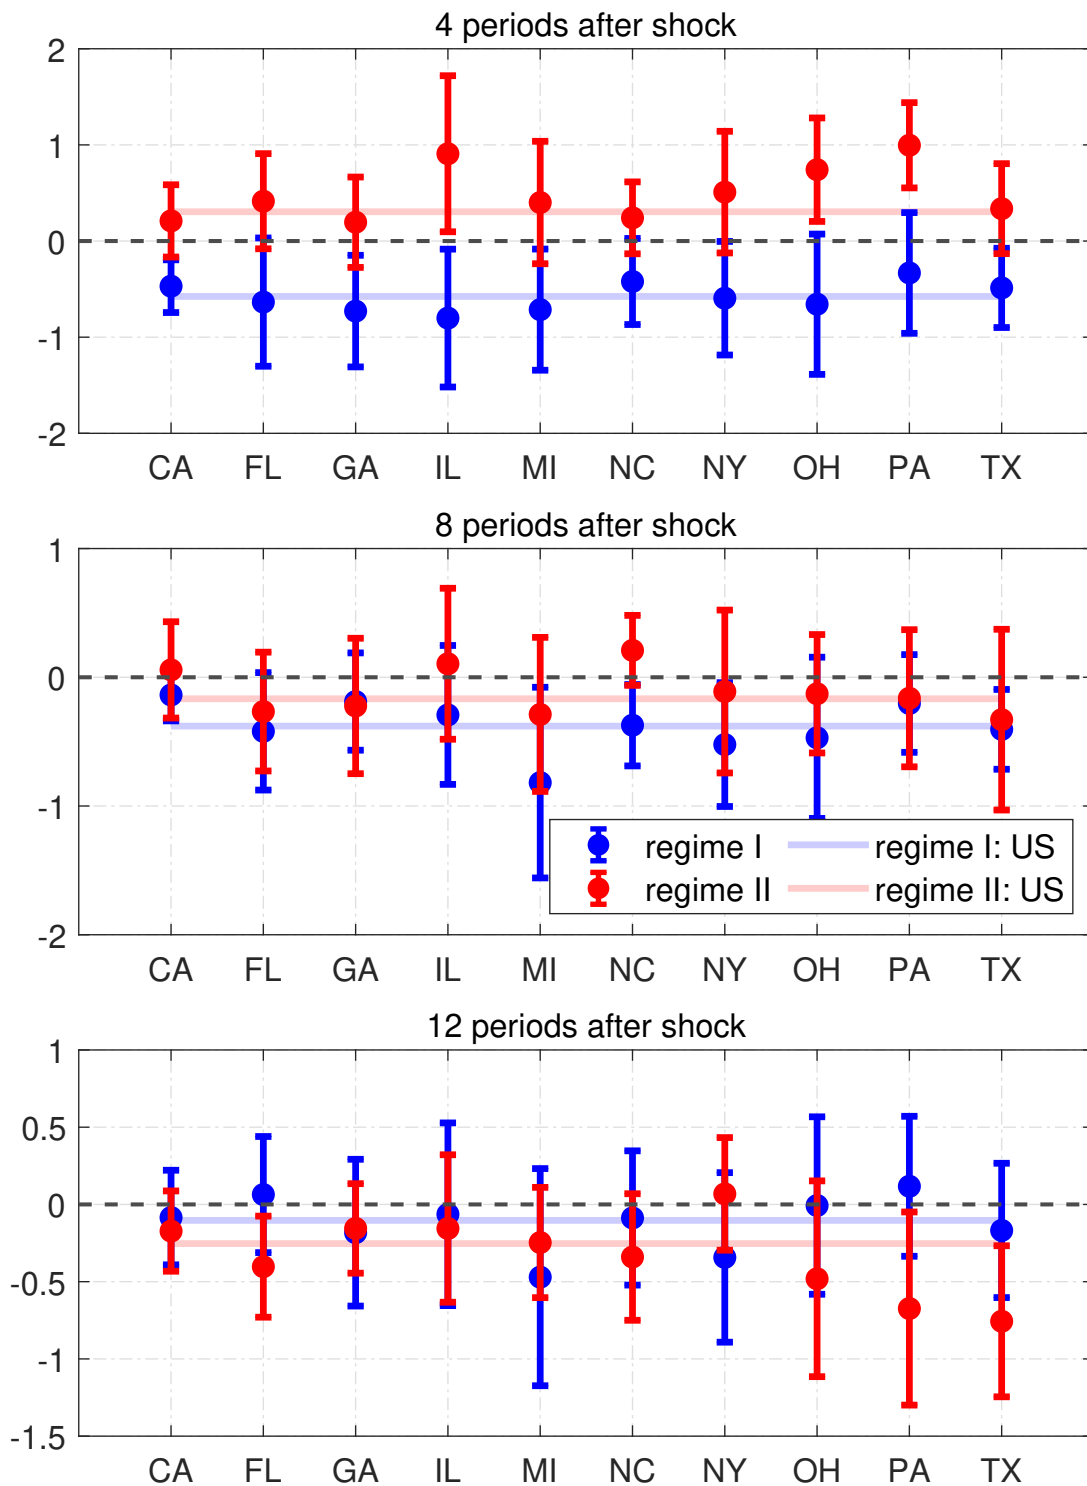 4 periods after shock
2
1
0
-1
-2
CA FL GA IL MI NC NY OH PA TX
8 periods after shock
1
0
-1
-2
regime I regime I: US
regime II regime II: US
CA FL GA IL MI NC NY OH PA TX
12 periods after shock
1
0.5
0
-0.5
-1
-1.5
CA FL GA IL MI NC NY OH PA TX